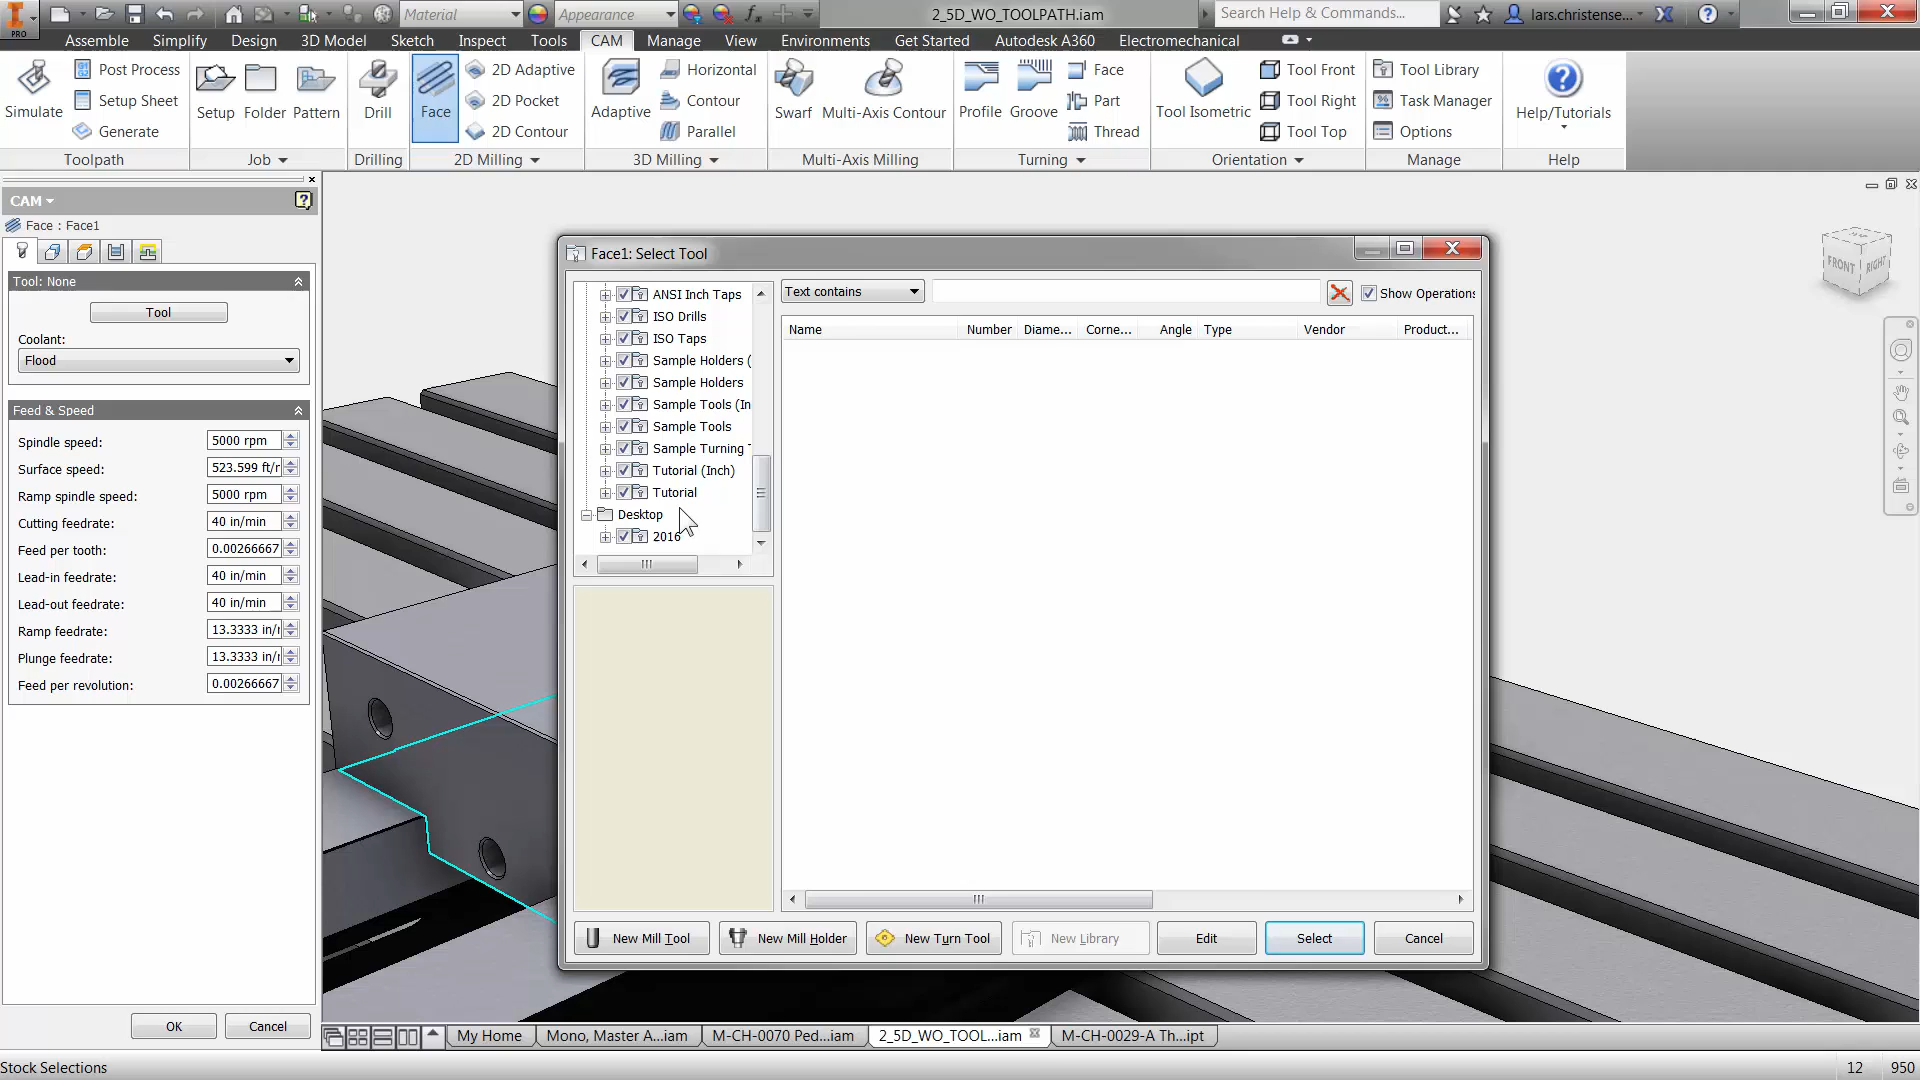 PRO
Material
Appearance
2_5D_WO_TOOLPATH.iam
Search Help & Commands...
lars.christense...
Assemble Simplify Design 3D Model Sketch Inspect Tools CAM Manage View Environments Get Started Autodesk A360 Electromechanical
Simulate
Post Process
Setup Sheet
Generate
Toolpath
Setup
Folder
Pattern
Job
Drill
Drilling
Face
2D Adaptive
2D Pocket
2D Contour
2D Milling
Adaptive
Horizontal
Contour
Parallel
3D Milling
Swarf
Multi-Axis Contour
Multi-Axis Milling
Profile
Groove
Face
Part
Thread
Turning
Tool Isometric
Tool Front
Tool Right
Tool Top
Orientation
Tool Library
Task Manager
Options
Manage
Help/Tutorials
Help
CAM
Face : Face1
Tool: None
Tool
Coolant:
Flood
Feed & Speed
Spindle speed: 5000 rpm
Surface speed: 523.599 ft/r
Ramp spindle speed: 5000 rpm
Cutting feedrate: 40 in/min
Feed per tooth: 0.00266667
Lead-in feedrate: 40 in/min
Lead-out feedrate: 40 in/min
Ramp feedrate: 13.3333 in/r
Plunge feedrate: 13.3333 in/r
Feed per revolution: 0.00266667
OK
Cancel
Face1: Select Tool
ANSI Inch Taps
ISO Drills
ISO Taps
Sample Holders (
Sample Holders
Sample Tools (In
Sample Tools
Sample Turning T
Tutorial (Inch)
Tutorial
Desktop
2016
Text contains
Show Operations
Name Number Diame... Corne... Angle Type Vendor Product...
New Mill Tool
New Mill Holder
New Turn Tool
New Library
Edit
Select
Cancel
FRONT
RIGHT
My Home
Mono, Master A...iam
M-CH-0070 Ped...iam
2_5D_WO_TOOL...iam
M-CH-0029-A Th...ipt
Stock Selections
12
950